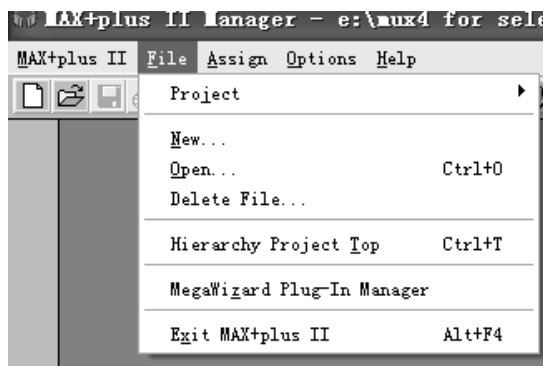 MAX+plus II Manager - e:\mux4 for sele
MAX+plus II File Assign Options Help
Project
New...
Open... Ctrl+O
Delete File...
Hierarchy Project Top Ctrl+T
MegaWizard Plug-In Manager
Exit MAX+plus II Alt+F4